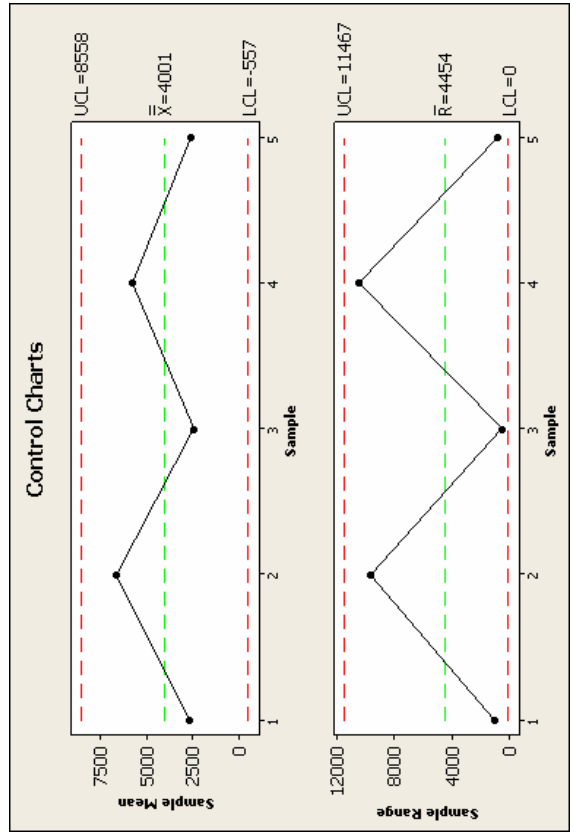 Control Charts
UCL=8558
X̿=4001
LCL=-557
7500
5000
2500
0
Sample Mean
1
2
3
4
5
Sample
UCL=11467
R̅=4454
LCL=0
12000
8000
4000
0
Sample Range
1
2
3
4
5
Sample